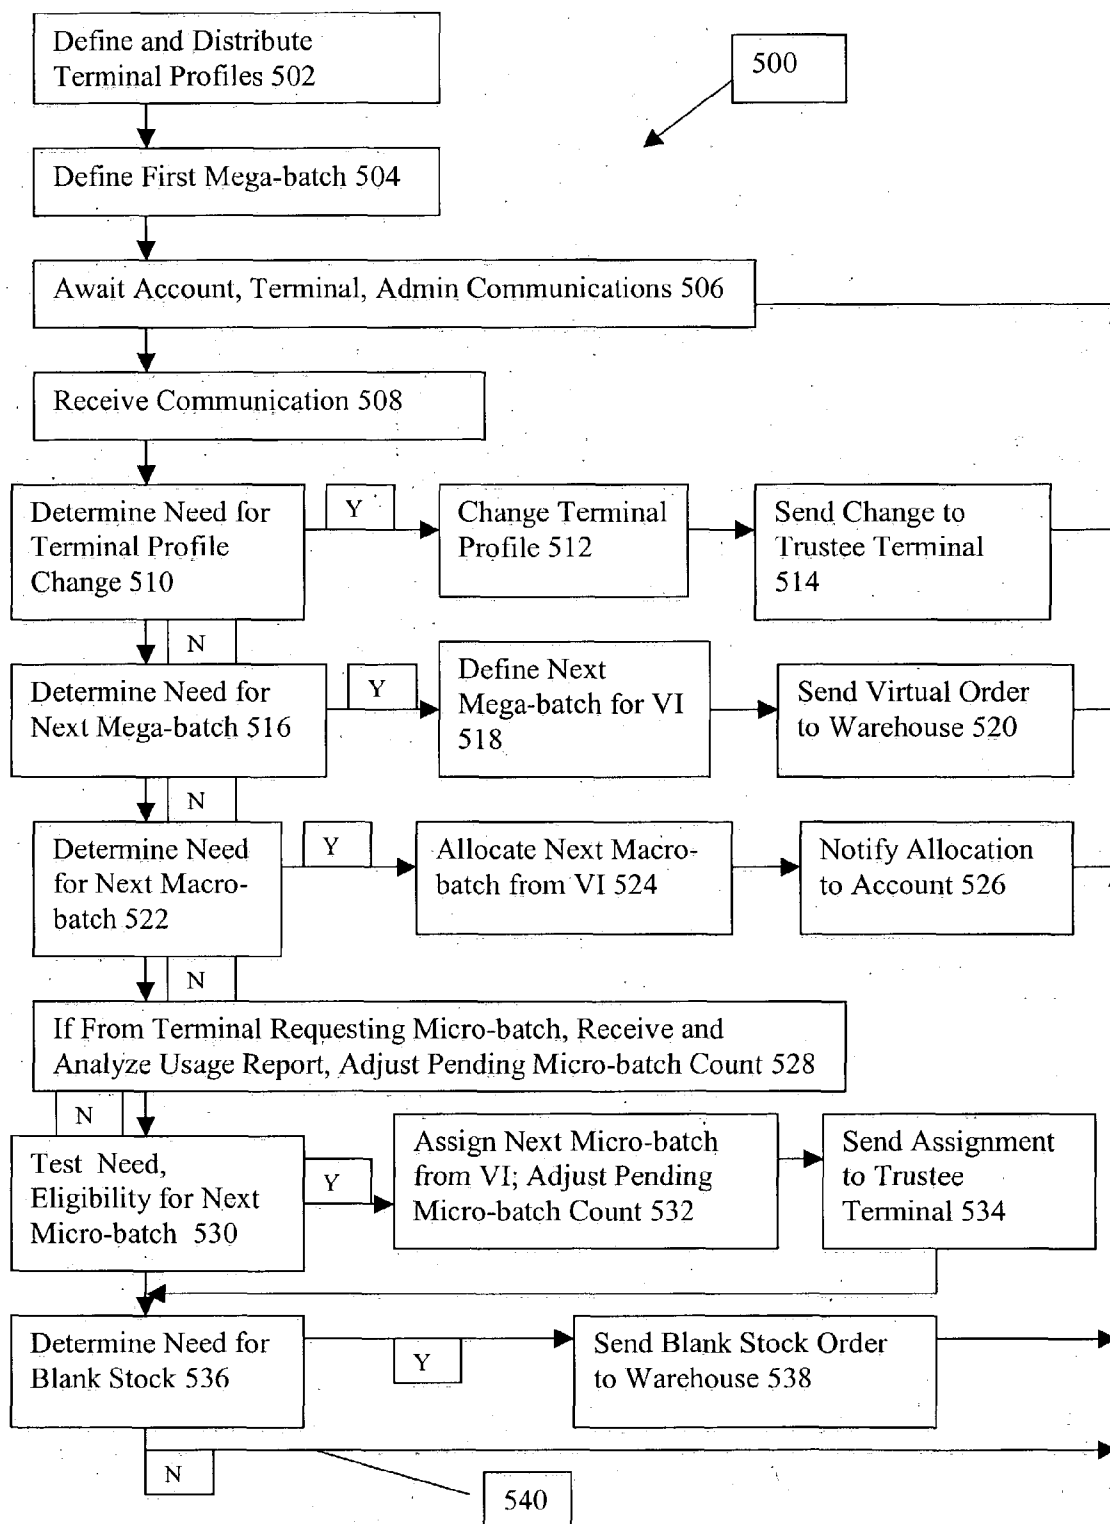 Define and Distribute
Terminal Profiles 502
500
Define First Mega-batch 504
Await Account, Terminal, Admin Communications 506
Receive Communication 508
Determine Need for
Terminal Profile
Change 510
Y
Change Terminal
Profile 512
Send Change to
Trustee Terminal
514
N
Determine Need for
Next Mega-batch 516
Y
Define Next
Mega-batch for VI
518
Send Virtual Order
to Warehouse 520
N
Determine Need
for Next Macro-
batch 522
Y
Allocate Next Macro-
batch from VI 524
Notify Allocation
to Account 526
N
If From Terminal Requesting Micro-batch, Receive and
Analyze Usage Report, Adjust Pending Micro-batch Count 528
N
Test Need,
Eligibility for Next
Micro-batch 530
Y
Assign Next Micro-batch
from VI; Adjust Pending
Micro-batch Count 532
Send Assignment
to Trustee
Terminal 534
Determine Need for
Blank Stock 536
Y
Send Blank Stock Order
to Warehouse 538
N
540